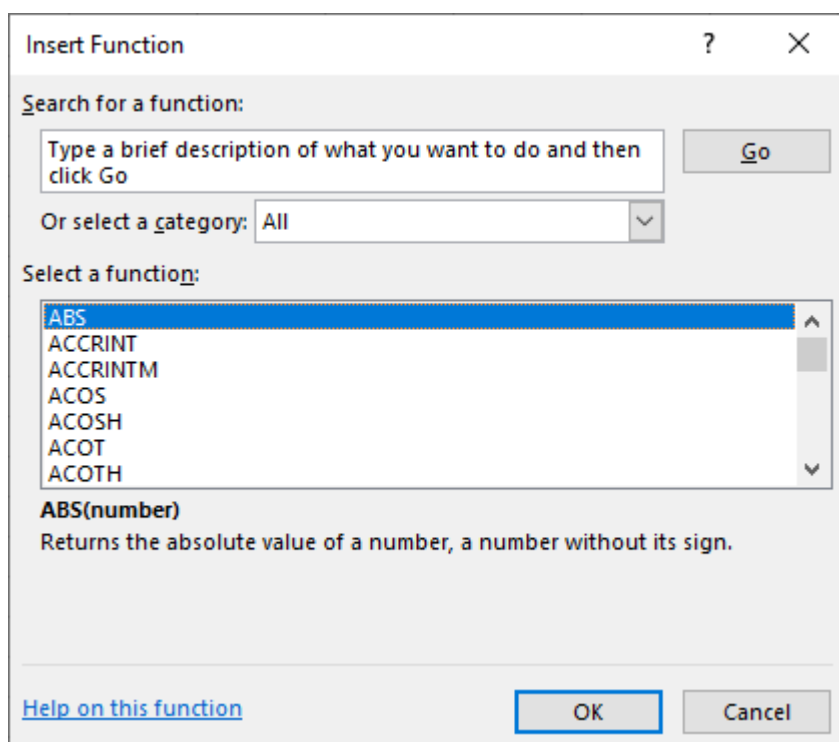 Insert Function
?
Search for a function:
Type a brief description of what you want to do and then
click Go
Go
Or select a category: All
Select a function:
ABS
ACCRINT
ACCRINTM
ACOS
ACOSH
ACOT
ACOTH
ABS(number)
Returns the absolute value of a number, a number without its sign.
Help on this function
OK
Cancel